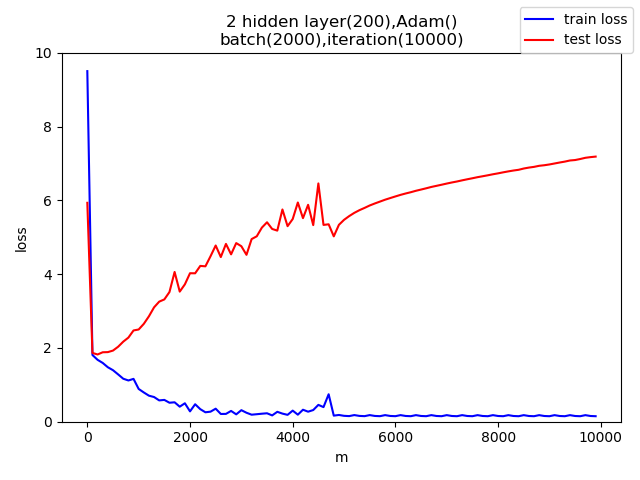 2 hidden layer(200),Adam()
batch(2000),iteration(10000)
train loss
test loss
10
8
6
4
2
0
loss
0
2000
4000
6000
8000
10000
m